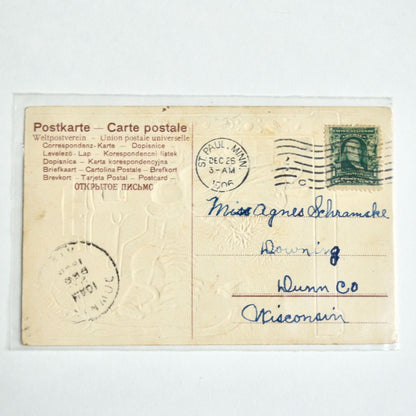 Postkarte — Carte postale
Weltpostverein — Union postale universelle
Correspondenz-Karte — Dopisnice
Levelező-Lap — Korespondencní listek
Dopisnica — Karta korespondencyjna
Briefkaart - Cartolina Postale - Brefkort
Brevkort - Tarjeta Postal - Postcard —
ОТКРЫТОЕ ПИСЬМО
ST. PAUL, MINN.
DEC 26
3-AM
1906
Miss Agnes Schramske
Downing
Dunn Co
Wisconsin